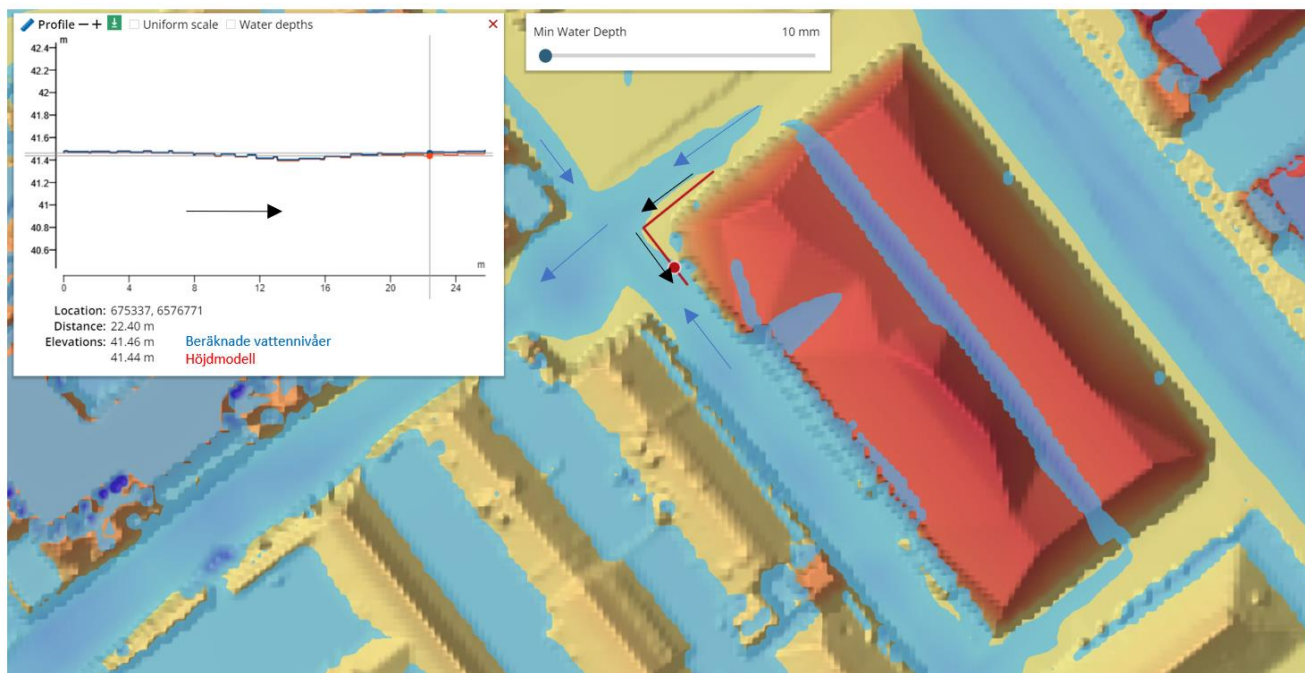 Profile − + Uniform scale Water depths ×
m
42.4
42.2
42
41.8
41.6
41.4
41.2
41
40.8
40.6
m
0 4 8 12 16 20 24
Location: 675337, 6576771
Distance: 22.40 m
Elevations: 41.46 m Beräknade vattennivåer
41.44 m Höjdmodell
Min Water Depth 10 mm